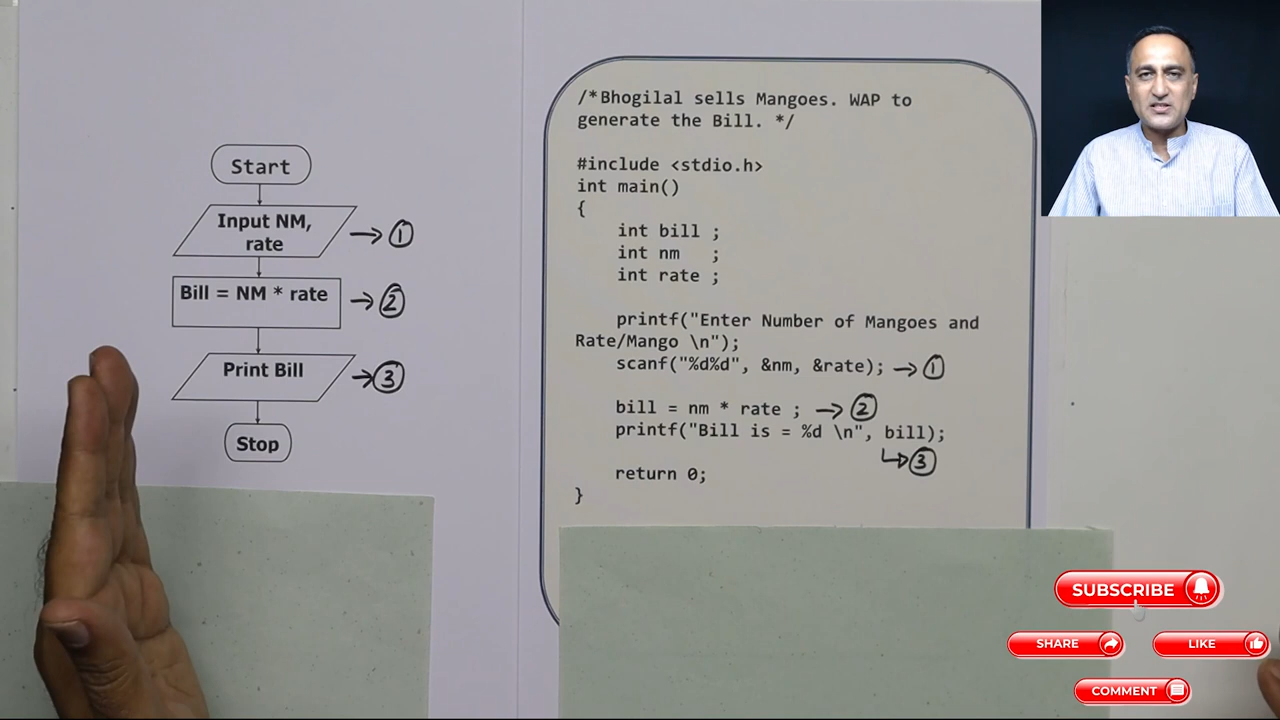 Start
Input NM,
rate
→ 1
Bill = NM * rate
→ 2
Print Bill
→ 3
Stop
/*Bhogilal sells Mangoes. WAP to
generate the Bill. */
#include <stdio.h>
int main()
{
int bill ;
int nm ;
int rate ;
printf("Enter Number of Mangoes and
Rate/Mango \n");
scanf("%d%d", &nm, &rate); → 1
bill = nm * rate ; → 2
printf("Bill is = %d \n", bill);
↳ 3
return 0;
}
SUBSCRIBE
SHARE
LIKE
COMMENT